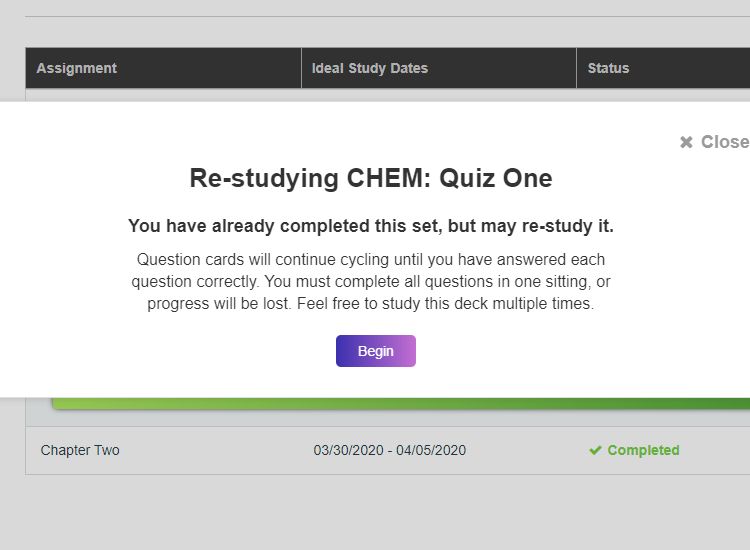 Assignment Ideal Study Dates Status
Close
Re-studying CHEM: Quiz One
You have already completed this set, but may re-study it.
Question cards will continue cycling until you have answered each
question correctly. You must complete all questions in one sitting, or
progress will be lost. Feel free to study this deck multiple times.
Begin
Chapter Two 03/30/2020 - 04/05/2020 Completed